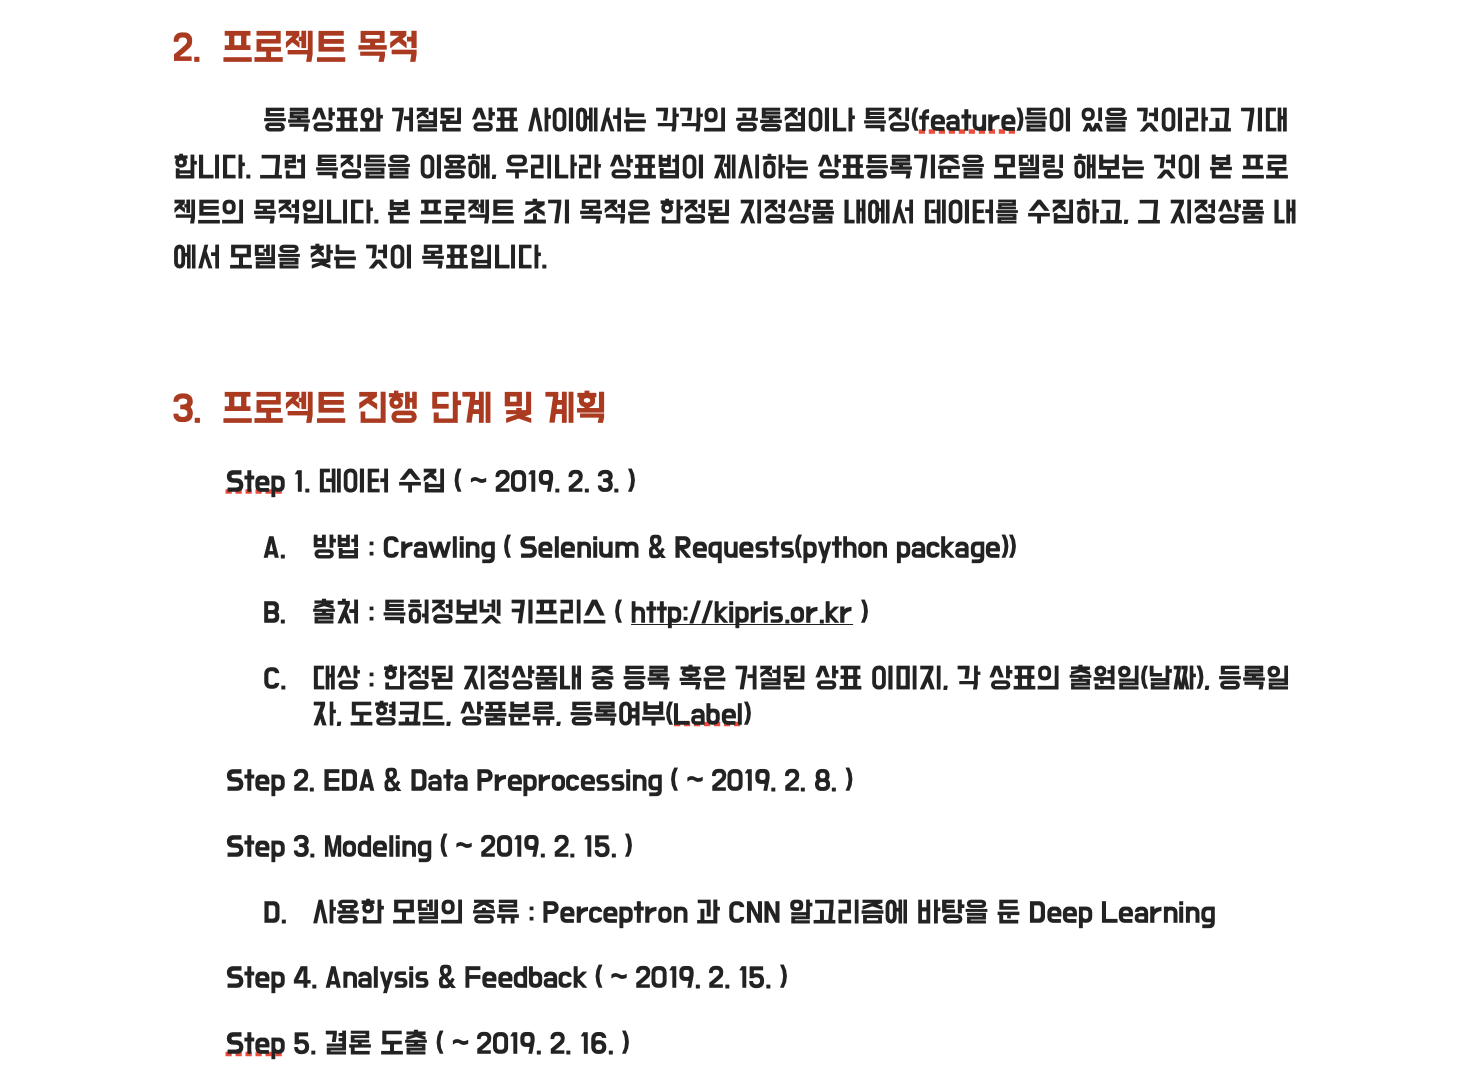 2. 프로젝트 목적
등록상표와 거절된 상표 사이에서는 각각의 공통점이나 특징(feature)들이 있을 것이라고 기대
합니다. 그런 특징들을 이용해, 우리나라 상표법이 제시하는 상표등록기준을 모델링 해보는 것이 본 프로
젝트의 목적입니다. 본 프로젝트 초기 목적은 한정된 지정상품 내에서 데이터를 수집하고, 그 지정상품 내
에서 모델을 찾는 것이 목표입니다.
3. 프로젝트 진행 단계 및 계획
Step 1. 데이터 수집 ( ~ 2019. 2. 3. )
A. 방법 : Crawling ( Selenium & Requests(python package))
B. 출처 : 특허정보넷 키프리스 ( http://kipris.or.kr )
C. 대상 : 한정된 지정상품내 중 등록 혹은 거절된 상표 이미지, 각 상표의 출원일(날짜), 등록일
자, 도형코드, 상품분류, 등록여부(Label)
Step 2. EDA & Data Preprocessing ( ~ 2019. 2. 8. )
Step 3. Modeling ( ~ 2019. 2. 15. )
D. 사용한 모델의 종류 : Perceptron 과 CNN 알고리즘에 바탕을 둔 Deep Learning
Step 4. Analysis & Feedback ( ~ 2019. 2. 15. )
Step 5. 결론 도출 ( ~ 2019. 2. 16. )